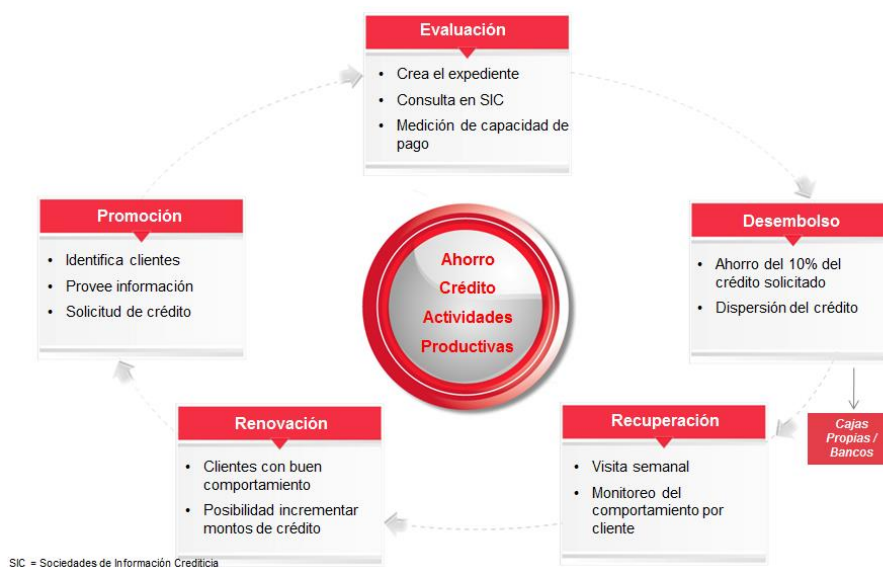 Evaluación
• Crea el expediente
• Consulta en SIC
• Medición de capacidad de
pago
Promoción
• Identifica clientes
• Provee información
• Solicitud de crédito
Ahorro
Crédito
Actividades
Productivas
Desembolso
• Ahorro del 10% del
crédito solicitado
• Dispersión del crédito
Cajas
Propias /
Bancos
Renovación
• Clientes con buen
comportamiento
• Posibilidad incrementar
montos de crédito
Recuperación
• Visita semanal
• Monitoreo del
comportamiento por
cliente
SIC = Sociedades de Información Crediticia